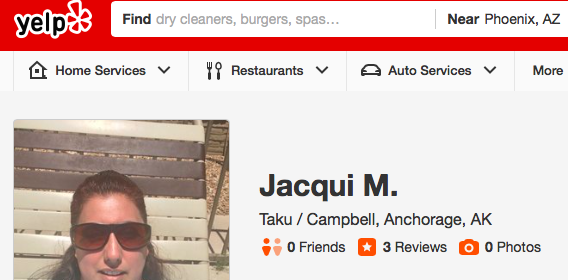 yelp Find dry cleaners, burgers, spas… Near Phoenix, AZ
Home Services Restaurants Auto Services More
Jacqui M.
Taku / Campbell, Anchorage, AK
0 Friends 3 Reviews 0 Photos